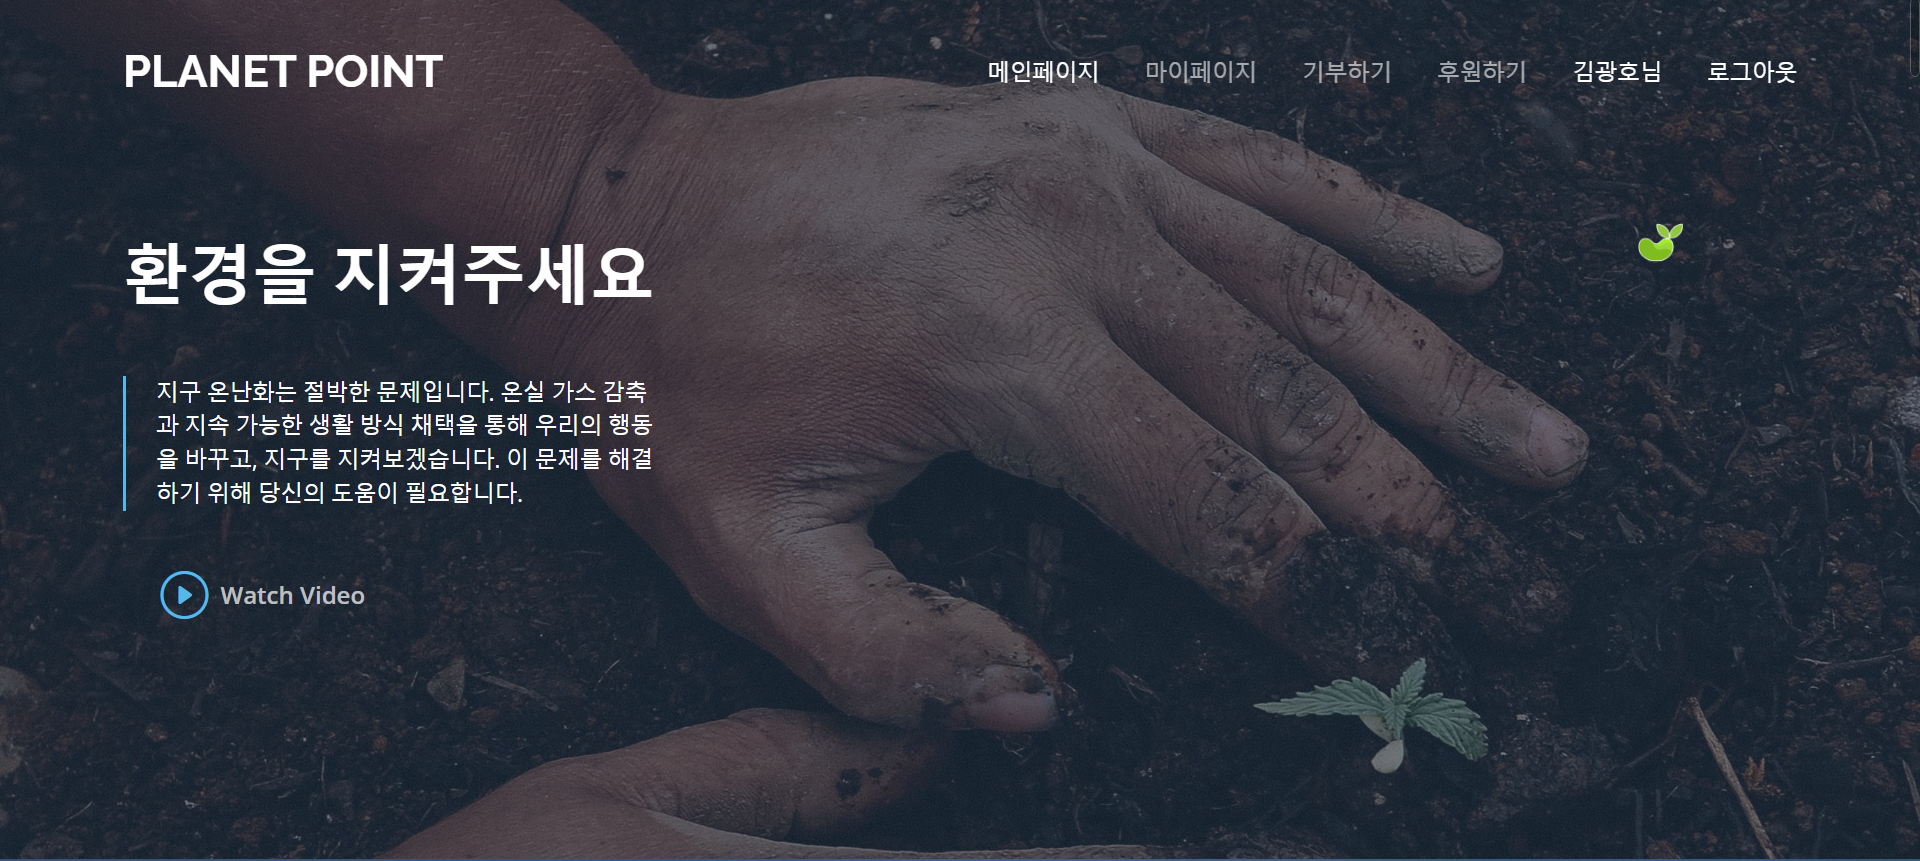 PLANET POINT
메인페이지 마이페이지 기부하기 후원하기 김광호님 로그아웃
환경을 지켜주세요
지구 온난화는 절박한 문제입니다. 온실 가스 감축
과 지속 가능한 생활 방식 채택을 통해 우리의 행동
을 바꾸고, 지구를 지켜보겠습니다. 이 문제를 해결
하기 위해 당신의 도움이 필요합니다.
Watch Video